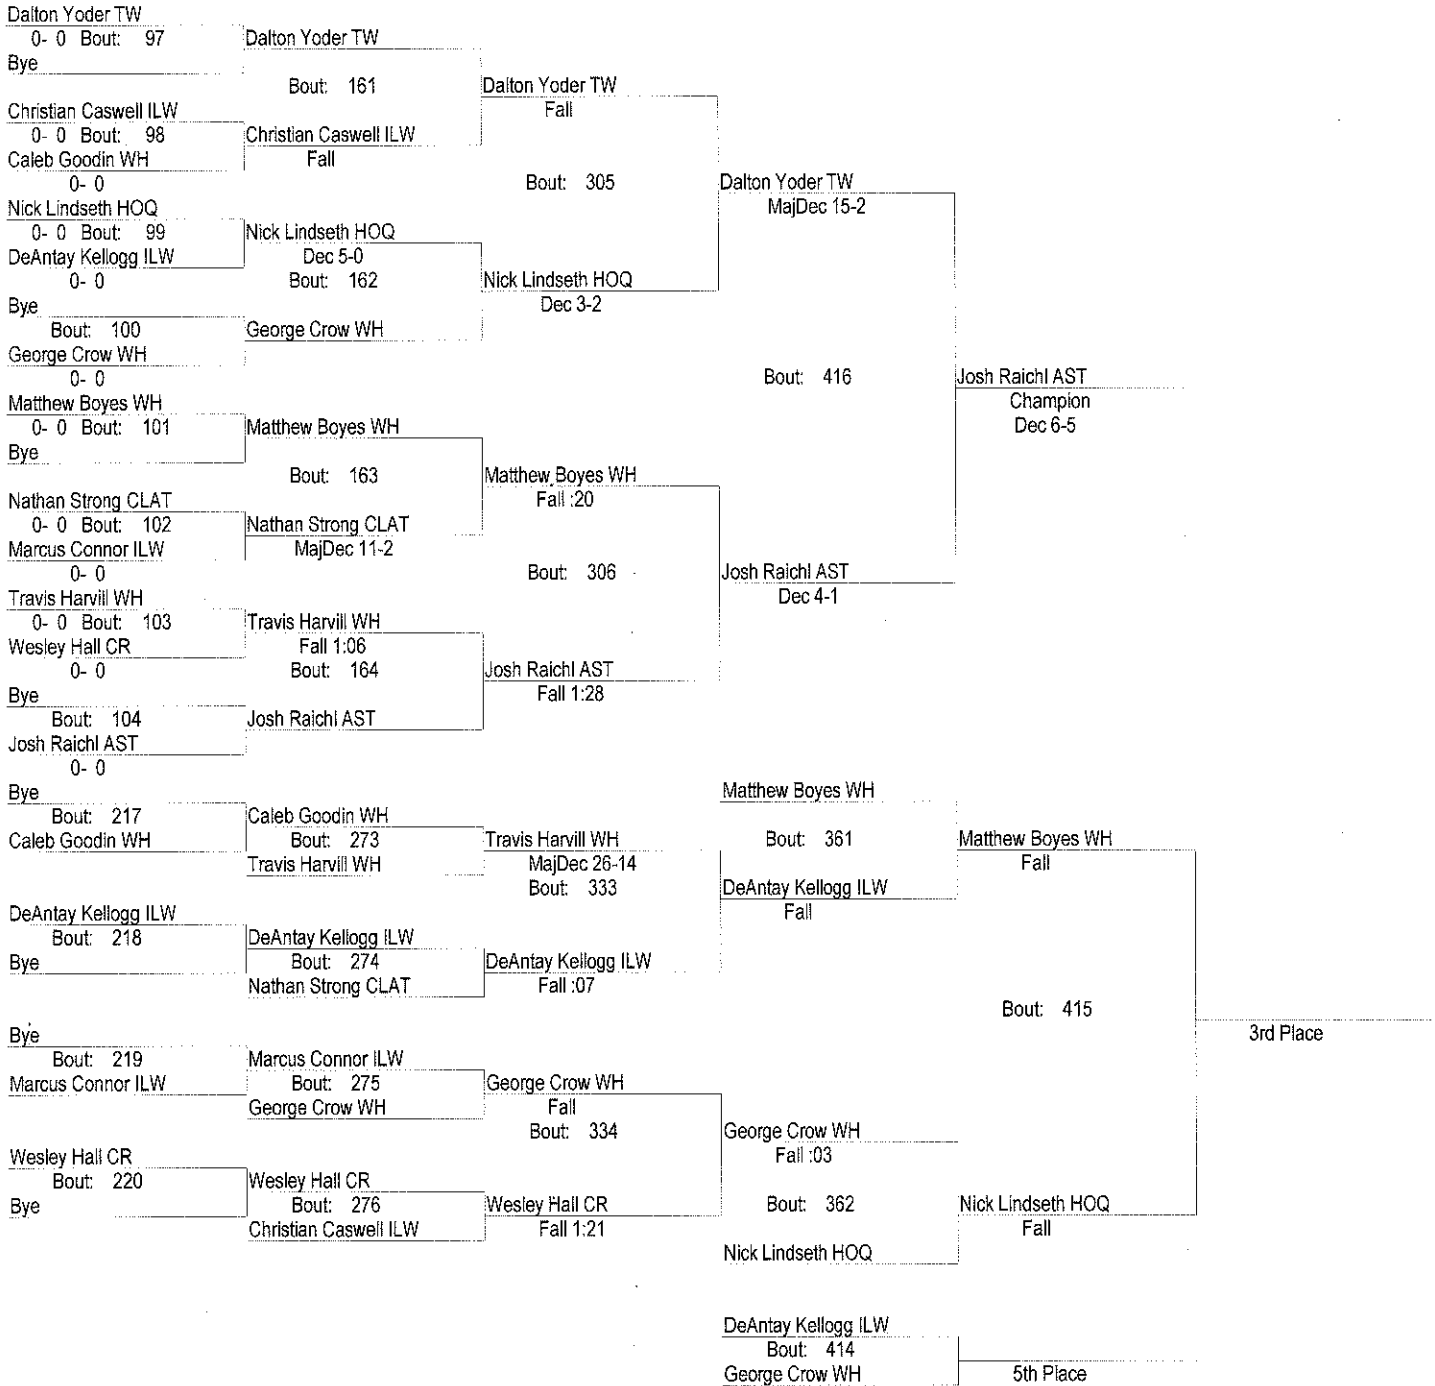 Dalton Yoder TW
0- 0 Bout: 97
Dalton Yoder TW
Bye
Bout: 161
Dalton Yoder TW
Fall
Christian Caswell ILW
0- 0 Bout: 98
Christian Caswell ILW
Fall
Caleb Goodin WH
0- 0
Bout: 305
Dalton Yoder TW
MajDec 15-2
Nick Lindseth HOQ
0- 0 Bout: 99
Nick Lindseth HOQ
Dec 5-0
DeAntay Kellogg ILW
0- 0
Bout: 162
Nick Lindseth HOQ
Dec 3-2
Bye
Bout: 100
George Crow WH
George Crow WH
0- 0
Bout: 416
Josh Raichl AST
Champion
Dec 6-5
Matthew Boyes WH
0- 0 Bout: 101
Matthew Boyes WH
Bye
Bout: 163
Matthew Boyes WH
Fall :20
Nathan Strong CLAT
0- 0 Bout: 102
Nathan Strong CLAT
MajDec 11-2
Marcus Connor ILW
0- 0
Bout: 306
Josh Raichl AST
Dec 4-1
Travis Harvill WH
0- 0 Bout: 103
Travis Harvill WH
Fall 1:06
Wesley Hall CR
0- 0
Bout: 164
Josh Raichl AST
Fall 1:28
Bye
Bout: 104
Josh Raichl AST
Josh Raichl AST
0- 0
Bye
Bout: 217
Caleb Goodin WH
Caleb Goodin WH
Bout: 273
Travis Harvill WH
Travis Harvill WH
MajDec 26-14
Bout: 333
Matthew Boyes WH
Bout: 361
Matthew Boyes WH
Fall
DeAntay Kellogg ILW
Fall
DeAntay Kellogg ILW
Bout: 218
Bye
DeAntay Kellogg ILW
Bout: 274
Nathan Strong CLAT
DeAntay Kellogg ILW
Fall :07
Bout: 415
3rd Place
Bye
Bout: 219
Marcus Connor ILW
Marcus Connor ILW
Bout: 275
George Crow WH
George Crow WH
Fall
Bout: 334
George Crow WH
Fall :03
Wesley Hall CR
Bout: 220
Bye
Wesley Hall CR
Bout: 276
Christian Caswell ILW
Wesley Hall CR
Fall 1:21
Bout: 362
Nick Lindseth HOQ
Fall
Nick Lindseth HOQ
DeAntay Kellogg ILW
Bout: 414
George Crow WH
5th Place